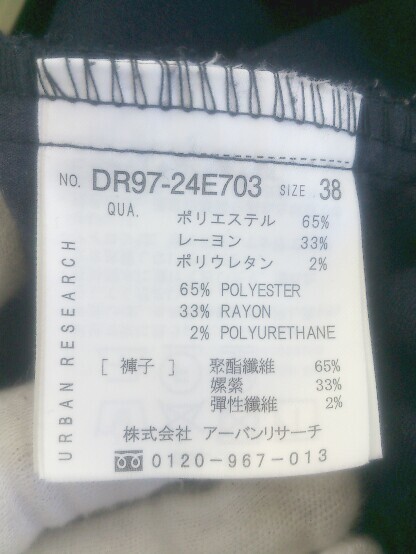 NO. DR97-24E703 SIZE 38
QUA.
ポリエステル 65%
レーヨン 33%
ポリウレタン 2%
65% POLYESTER
33% RAYON
2% POLYURETHANE
[ 褲子 ] 聚酯纖維 65%
嫘縈 33%
彈性纖維 2%
URBAN RESEARCH
株式会社 アーバンリサーチ
0120-967-013